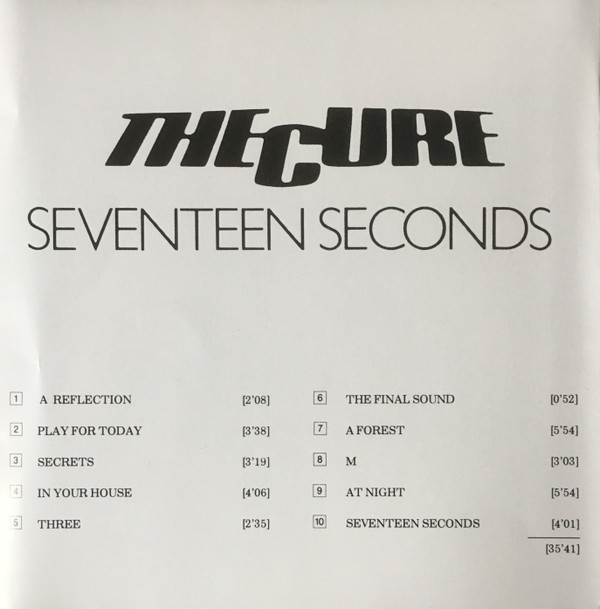 THE CURE
SEVENTEEN SECONDS
1 A REFLECTION [2'08]
2 PLAY FOR TODAY [3'38]
3 SECRETS [3'19]
4 IN YOUR HOUSE [4'06]
5 THREE [2'35]
6 THE FINAL SOUND [0'52]
7 A FOREST [5'54]
8 M [3'03]
9 AT NIGHT [5'54]
10 SEVENTEEN SECONDS [4'01]
[35'41]